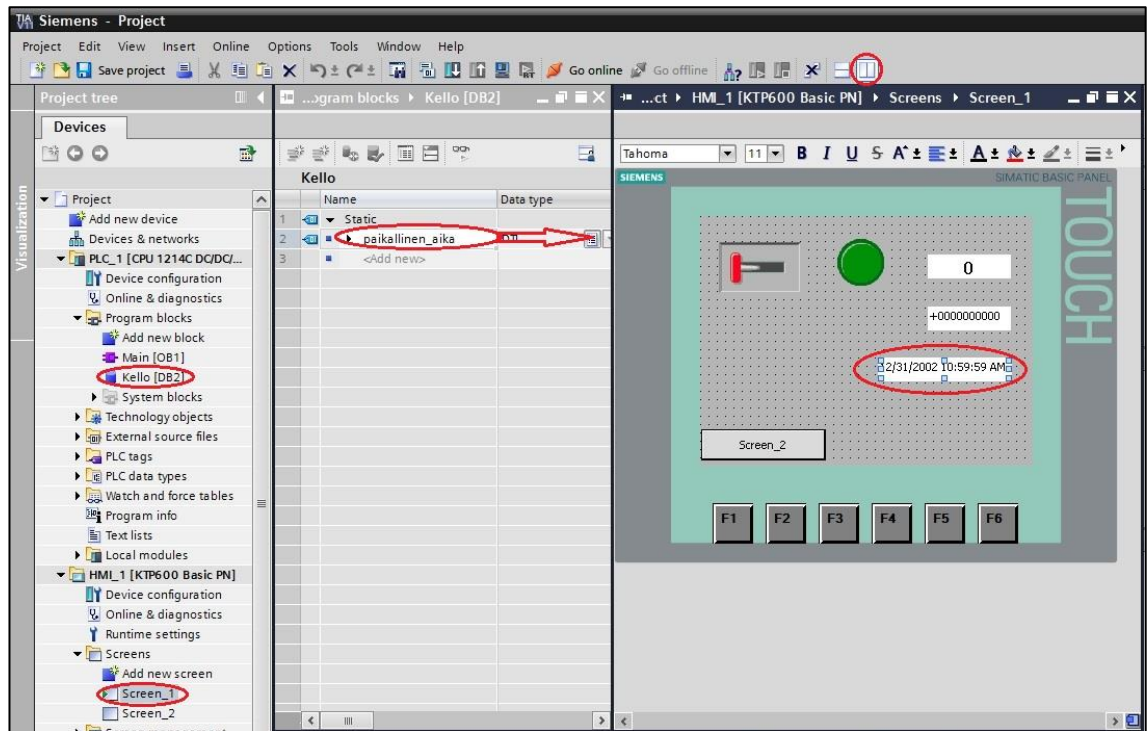 Siemens - Project
Project Edit View Insert Online Options Tools Window Help
Save project Go online Go offline
Visualization
Project tree
Devices
Project
Add new device
Devices & networks
PLC_1 [CPU 1214C DC/DC/...
Device configuration
Online & diagnostics
Program blocks
Add new block
Main [OB1]
Kello [DB2]
System blocks
Technology objects
External source files
PLC tags
PLC data types
Watch and force tables
Program info
Text lists
Local modules
HMI_1 [KTP600 Basic PN]
Device configuration
Online & diagnostics
Runtime settings
Screens
Add new screen
Screen_1
Screen_2
...ogram blocks Kello [DB2]
Kello
Name Data type
1 Static
2 paikallinen_aika DTL
3 <Add new>
...ct HMI_1 [KTP600 Basic PN] Screens Screen_1
Tahoma 11 B I U S A A
SIEMENS SIMATIC BASIC PANEL
TOUCH
0
+0000000000
2/31/2002 10:59:59 AM
Screen_2
F1 F2 F3 F4 F5 F6